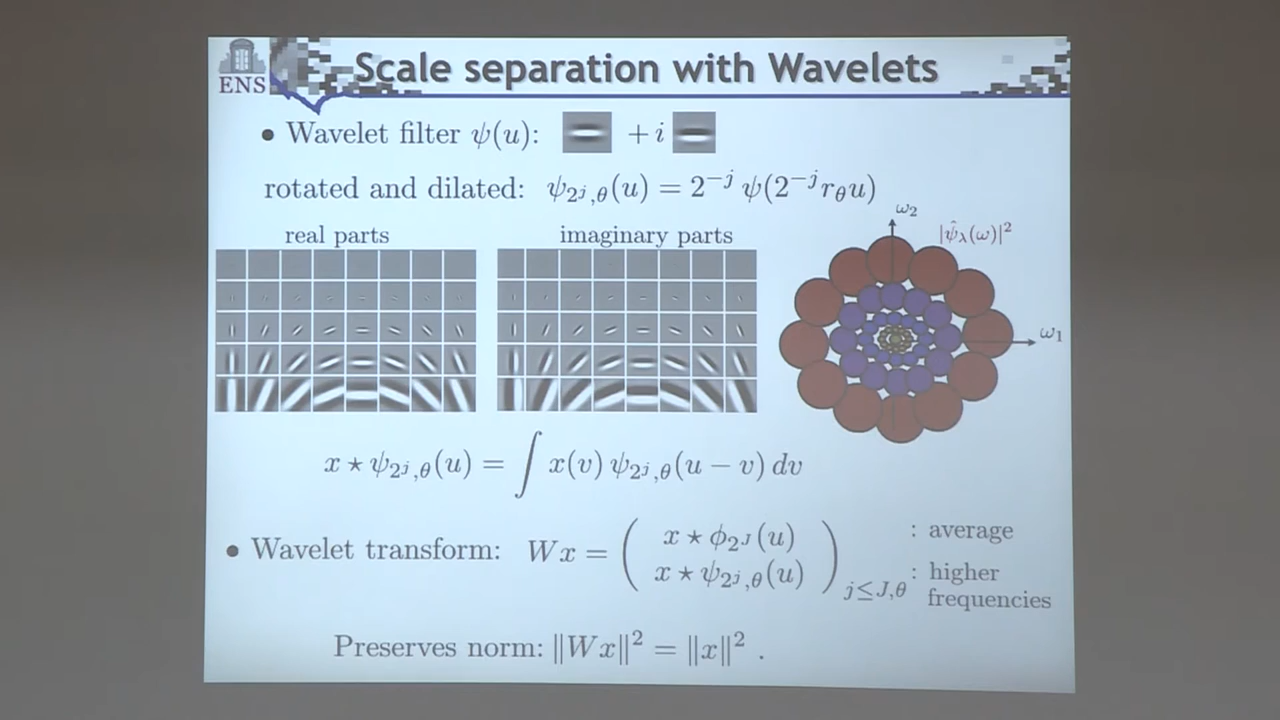 ENS
Scale separation with Wavelets
• Wavelet filter ψ(u): + i
rotated and dilated: ψ_{2^j,θ}(u) = 2^{-j} ψ(2^{-j} r_θ u)
real parts
imaginary parts
ω₂
|ψ̂_λ(ω)|²
ω₁
x ⋆ ψ_{2^j,θ}(u) = ∫ x(v) ψ_{2^j,θ}(u − v) dv
• Wavelet transform: Wx = ( x ⋆ φ_{2^J}(u) : average
x ⋆ ψ_{2^j,θ}(u) )_{j≤J,θ} : higher
frequencies
Preserves norm: ‖Wx‖² = ‖x‖² .